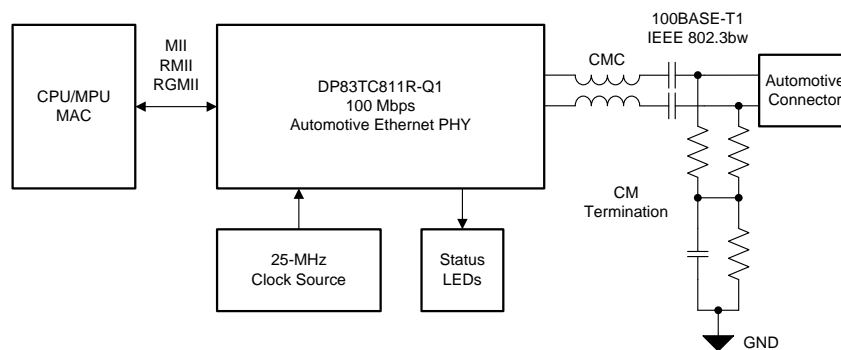 100BASE-T1
IEEE 802.3bw
MII
RMII
RGMII
CMC
CPU/MPU
MAC
DP83TC811R-Q1
100 Mbps
Automotive Ethernet PHY
Automotive
Connector
CM
Termination
25-MHz
Clock Source
Status
LEDs
GND